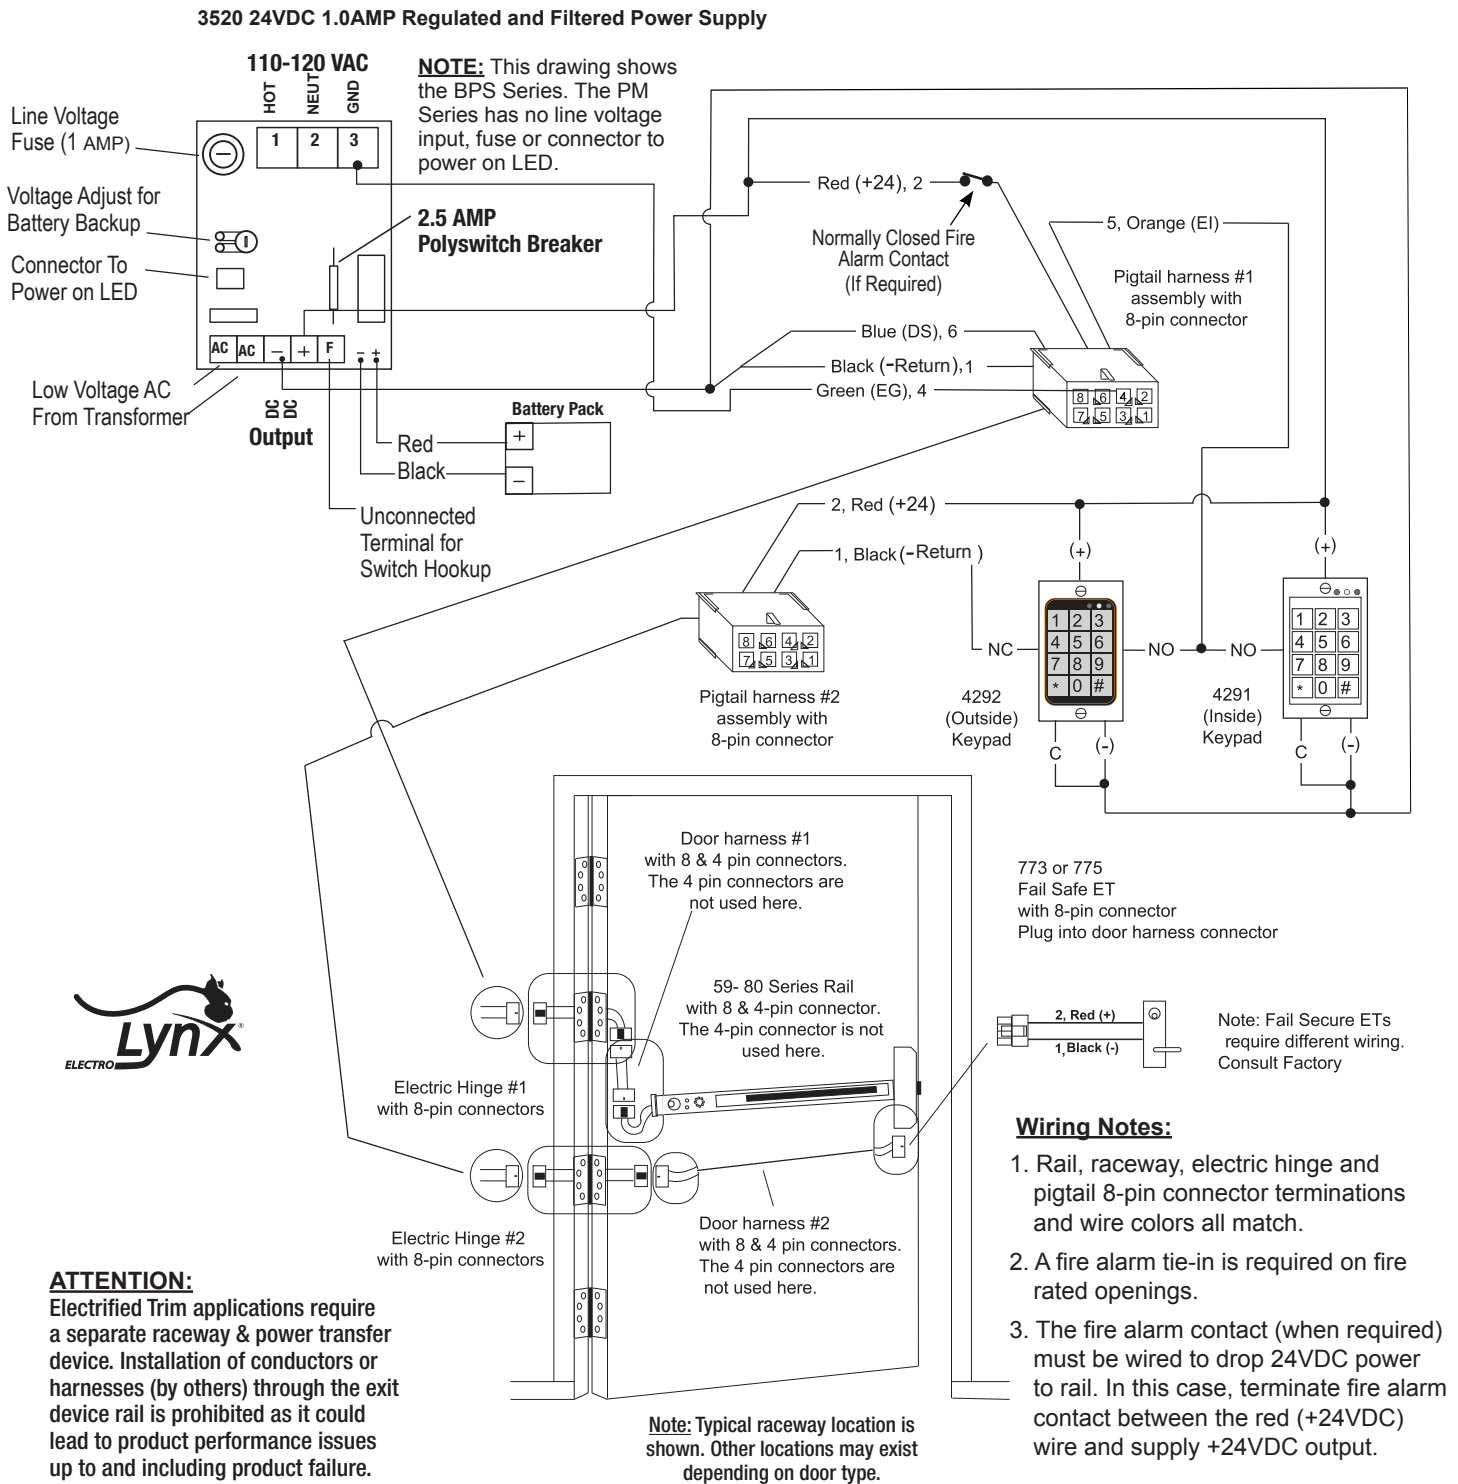 3520 24VDC 1.0AMP Regulated and Filtered Power Supply
110-120 VAC
HOT
NEUT
GND
1
2
3
NOTE: This drawing shows
the BPS Series. The PM
Series has no line voltage
input, fuse or connector to
power on LED.
Line Voltage
Fuse (1 AMP)
Voltage Adjust for
Battery Backup
Connector To
Power on LED
2.5 AMP
Polyswitch Breaker
AC
AC
−
+
F
− +
Low Voltage AC
From Transformer
DC
DC
Output
Red
Black
Battery Pack
+
−
Unconnected
Terminal for
Switch Hookup
Red (+24), 2
Normally Closed Fire
Alarm Contact
(If Required)
5, Orange (EI)
Pigtail harness #1
assembly with
8-pin connector
Blue (DS), 6
Black (-Return),1
Green (EG), 4
8 6 4 2
7 5 3 1
2, Red (+24)
1, Black (-Return )
8 6 4 2
7 5 3 1
Pigtail harness #2
assembly with
8-pin connector
(+)
(+)
1 2 3
4 5 6
7 8 9
* 0 #
1 2 3
4 5 6
7 8 9
* 0 #
NC
NO
NO
4292
(Outside)
Keypad
4291
(Inside)
Keypad
C
(-)
C
(-)
Door harness #1
with 8 & 4 pin connectors.
The 4 pin connectors are
not used here.
773 or 775
Fail Safe ET
with 8-pin connector
Plug into door harness connector
59- 80 Series Rail
with 8 & 4-pin connector.
The 4-pin connector is not
used here.
2, Red (+)
1,Black (-)
Note: Fail Secure ETs
require different wiring.
Consult Factory
ELECTRO Lynx®
Electric Hinge #1
with 8-pin connectors
Electric Hinge #2
with 8-pin connectors
Door harness #2
with 8 & 4 pin connectors.
The 4 pin connectors are
not used here.
Wiring Notes:
1. Rail, raceway, electric hinge and
pigtail 8-pin connector terminations
and wire colors all match.
2. A fire alarm tie-in is required on fire
rated openings.
3. The fire alarm contact (when required)
must be wired to drop 24VDC power
to rail. In this case, terminate fire alarm
contact between the red (+24VDC)
wire and supply +24VDC output.
ATTENTION:
Electrified Trim applications require
a separate raceway & power transfer
device. Installation of conductors or
harnesses (by others) through the exit
device rail is prohibited as it could
lead to product performance issues
up to and including product failure.
Note: Typical raceway location is
shown. Other locations may exist
depending on door type.